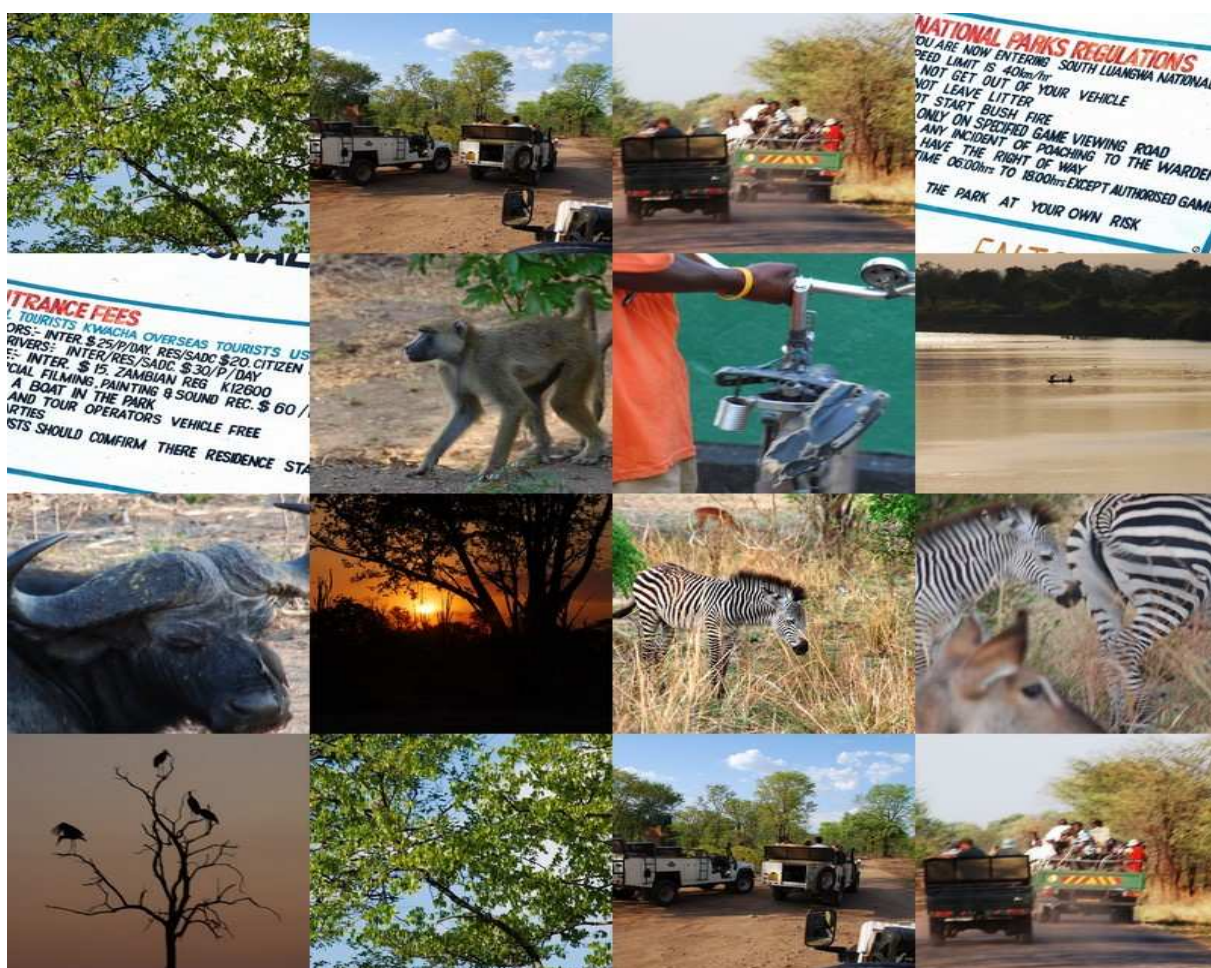 NATIONAL PARKS REGULATIONS
YOU ARE NOW ENTERING SOUTH LUANGWA NATIONAL
SPEED LIMIT IS 40km/hr
NOT GET OUT OF YOUR VEHICLE
NOT LEAVE LITTER
NOT START BUSH FIRE
ONLY ON SPECIFIED GAME VIEWING ROAD
ANY INCIDENT OF POACHING TO THE WARDEN
HAVE THE RIGHT OF WAY
TIME 06.00hrs TO 18.00hrs EXCEPT AUTHORISED GAME
THE PARK AT YOUR OWN RISK
NTRANCE FEES
L TOURISTS KWACHA OVERSEAS TOURIST'S US
ORS:- INTER. $25/P/DAY. RES/SADC $20. CITIZEN
RIVERS:- INTER/RES/SADC. $30/P/DAY
E:- INTER. $ 15. ZAMBIAN REG K12600
CIAL FILMING, PAINTING & SOUND REC. $ 60 /
A BOAT IN THE PARK
AND TOUR OPERATORS VEHICLE FREE
ARTIES
STS SHOULD COMFIRM THERE RESIDENCE STA